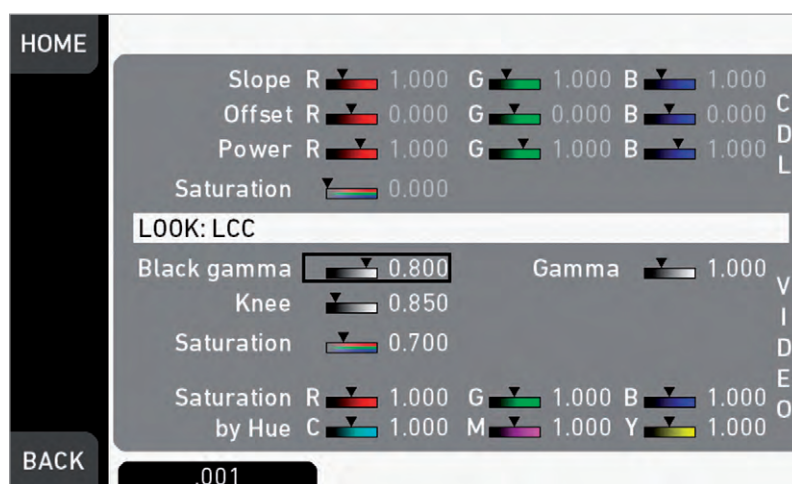 HOME
Slope R 1.000 G 1.000 B 1.000
Offset R 0.000 G 0.000 B 0.000
Power R 1.000 G 1.000 B 1.000
Saturation 0.000
CDL
LOOK: LCC
Black gamma 0.800 Gamma 1.000
Knee 0.850
Saturation 0.700
Saturation R 1.000 G 1.000 B 1.000
by Hue C 1.000 M 1.000 Y 1.000
VIDEO
BACK
.001